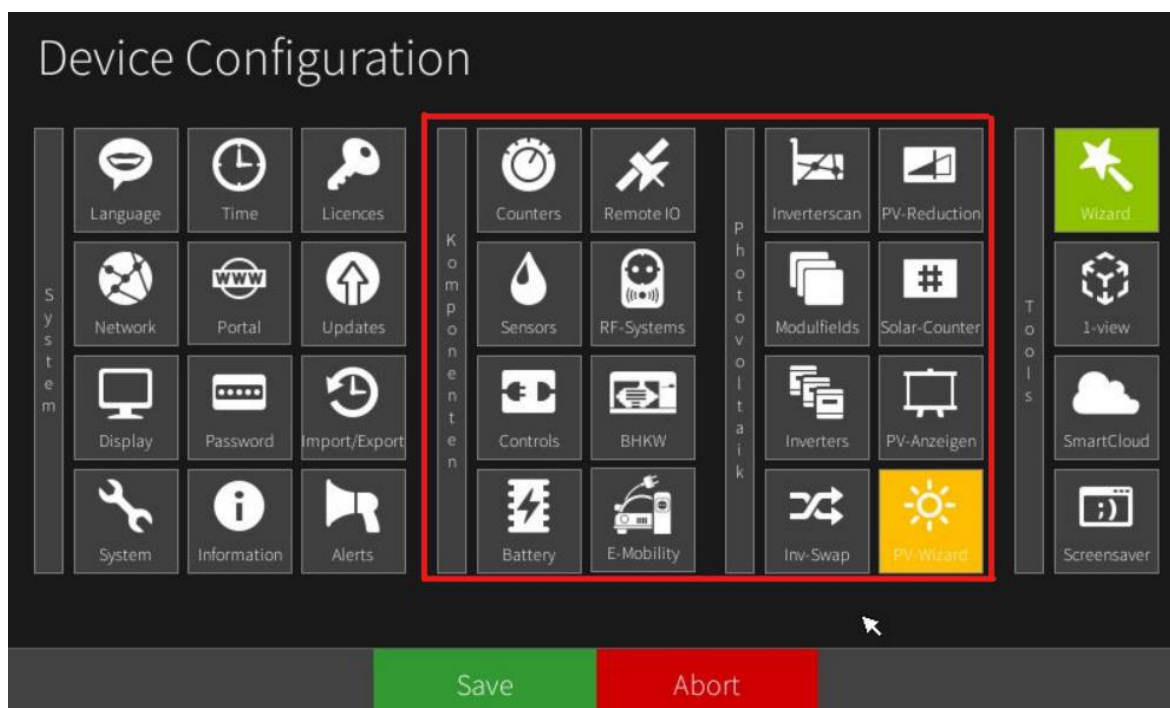 Device Configuration
System
Language
Time
Licences
Network
Portal
Updates
Display
Password
Import/Export
System
Information
Alerts
Komponenten
Counters
Remote IO
Sensors
RF-Systems
Controls
BHKW
Battery
E-Mobility
Photovoltaik
Inverterscan
PV-Reduction
Modulfields
Solar-Counter
Inverters
PV-Anzeigen
Inv-Swap
PV-Wizard
Tools
Wizard
www
1-view
SmartCloud
;)
Screensaver
Save
Abort